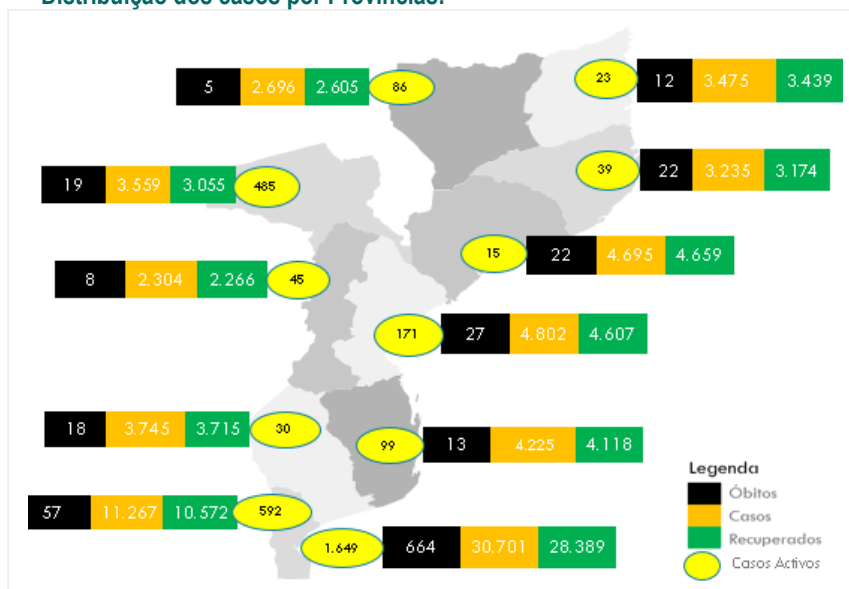 Distribuição dos casos por Províncias:
5 2.696 2.605 86
23 12 3.475 3.439
19 3.559 3.055 485
39 22 3.235 3.174
15 22 4.695 4.659
8 2.304 2.266 45
171 27 4.802 4.607
18 3.745 3.715 30
99 13 4.225 4.118
57 11.267 10.572 592
1.649 664 30.701 28.389
Legenda
Óbitos
Casos
Recuperados
Casos Activos